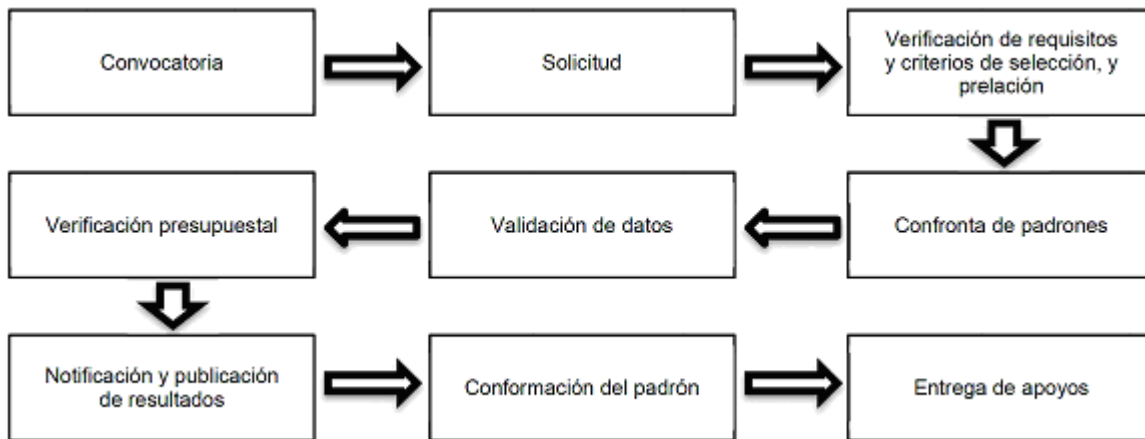 Convocatoria
Solicitud
Verificación de requisitos
y criterios de selección, y
prelación
Confronta de padrones
Validación de datos
Verificación presupuestal
Notificación y publicación
de resultados
Conformación del padrón
Entrega de apoyos